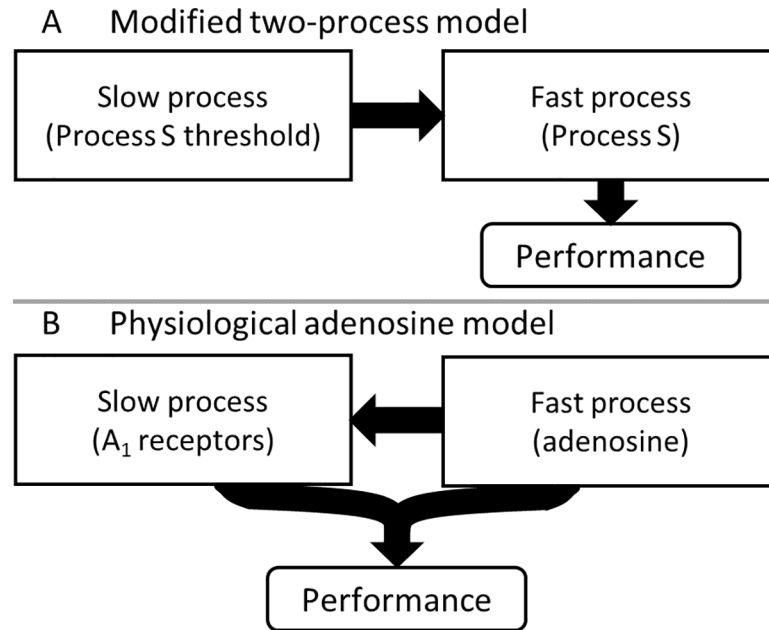 A Modified two-process model
Slow process
(Process S threshold)
Fast process
(Process S)
Performance
B Physiological adenosine model
Slow process
(A₁ receptors)
Fast process
(adenosine)
Performance